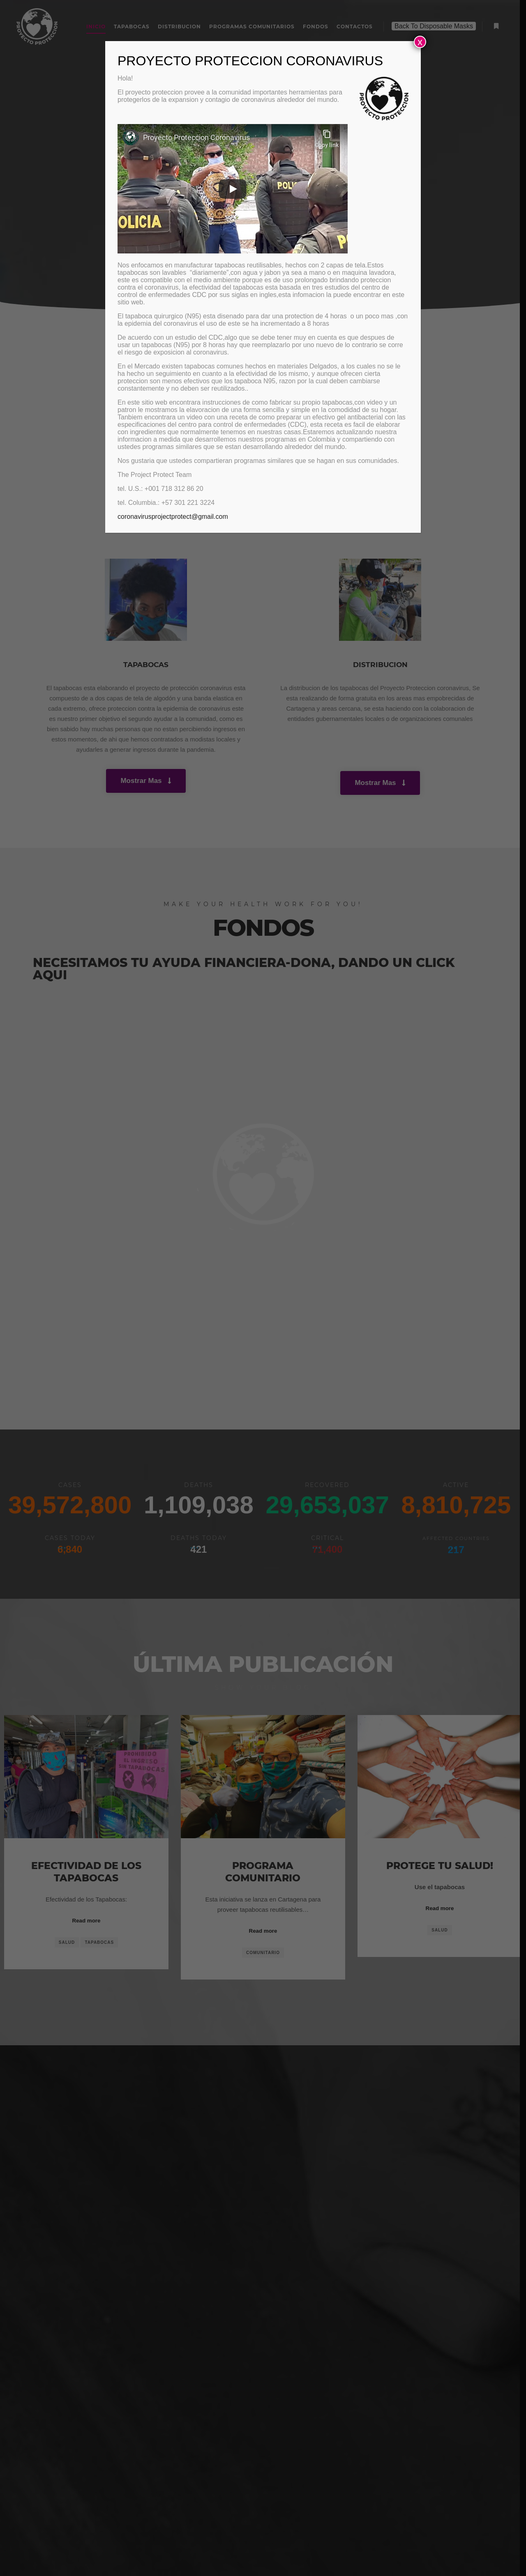 PROYECTO PROTECCION
TAPABOCAS
DISTRIBUCION
PROGRAMAS COMUNITARIOS
FONDOS
CONTACTOS
Back To Disposable Masks
X
PROYECTO PROTECCION CORONAVIRUS
Hola!
El proyecto proteccion provee a la comunidad importantes herramientas para
protegerlos de la expansion y contagio de coronavirus alrededor del mundo.
PROYECTO PROTECCION
Proyecto Proteccion Coronavirus
Copy link
POLICIA
POLI
Nos enfocamos en manufacturar tapabocas reutilisables, hechos con 2 capas de tela.Estos
tapabocas son lavables "diariamente",con agua y jabon ya sea a mano o en maquina lavadora,
este es compatible con el medio ambiente porque es de uso prolongado brindando proteccion
contra el coronavirus, la efectividad del tapabocas esta basada en tres estudios del centro de
control de enfermedades CDC por sus siglas en ingles,esta infomacion la puede encontrar en este
sitio web.
El tapaboca quirurgico (N95) esta disenado para dar una protection de 4 horas o un poco mas ,con
la epidemia del coronavirus el uso de este se ha incrementado a 8 horas
De acuerdo con un estudio del CDC,algo que se debe tener muy en cuenta es que despues de
usar un tapabocas (N95) por 8 horas hay que reemplazarlo por uno nuevo de lo contrario se corre
el riesgo de exposicion al coronavirus.
En el Mercado existen tapabocas comunes hechos en materiales Delgados, a los cuales no se le
ha hecho un seguimiento en cuanto a la efectividad de los mismo, y aunque ofrecen cierta
proteccion son menos efectivos que los tapaboca N95, razon por la cual deben cambiarse
constantemente y no deben ser reutilizados..
En este sitio web encontrara instrucciones de como fabricar su propio tapabocas,con video y un
patron le mostramos la elavoracion de una forma sencilla y simple en la comodidad de su hogar.
Tambiem encontrara un video con una receta de como preparar un efectivo gel antibacterial con las
especificaciones del centro para control de enfermedades (CDC), esta receta es facil de elaborar
con ingredientes que normalmente tenemos en nuestras casas.Estaremos actualizando nuestra
infomacion a medida que desarrollemos nuestros programas en Colombia y compartiendo con
ustedes programas similares que se estan desarrollando alrededor del mundo.
Nos gustaria que ustedes compartieran programas similares que se hagan en sus comunidades.
The Project Protect Team
tel. U.S.: +001 718 312 86 20
tel. Columbia.: +57 301 221 3224
coronavirusprojectprotect@gmail.com
TAPABOCAS
El tapabocas esta elaborando el proyecto de protección coronavirus esta
compuesto de a dos capas de tela de algodón y una banda elástica en
cada extremo, ofrece protección contra la epidemia de coronavirus este
es nuestro primer objetivo el segundo ayudar a la comunidad, como es
bien sabido hay muchas personas que no estan percibiendo ingresos en
estos momentos, de ahí que hemos contratados a modistas locales y
ayudarles a generar ingresos durante la pandemia.
Mostrar Mas
DISTRIBUCION
La distribucion de los tapabocas del Proyecto Proteccion coronavirus, Se
esta realizando de forma gratuita en las areas mas empobrecidas de
Cartagena y areas cercanas, se esta haciendo con la colaboracion de
entidades gubernamentales locales o organizaciones comunales
Mostrar Mas
MAKE YOUR HEALTH WORK FOR YOU!
FONDOS
NECESITAMOS TU AYUDA FINANCIERA-DONA, DANDO UN CLICK
AQUI
CASES
39,572,800
DEATHS
1,109,038
RECOVERED
29,653,037
ACTIVE
8,810,725
CASES TODAY
8,840
DEATHS TODAY
421
CRITICAL
AFFECTED COUNTRIES
217
ÚLTIMA PUBLICACIÓN
PROHIBIDO
EL INGRESO
SIN TAPABOCAS
EFECTIVIDAD DE LOS
TAPABOCAS
Efectividad de los Tapabocas:
Read more
SALUD
TAPABOCAS
PROGRAMA
COMUNITARIO
Esta iniciativa se lanza en Cartagena para
proveer tapabocas reutilisables...
Read more
COMUNITARIO
PROTEGE TU SALUD!
Use el tapabocas
Read more
SALUD